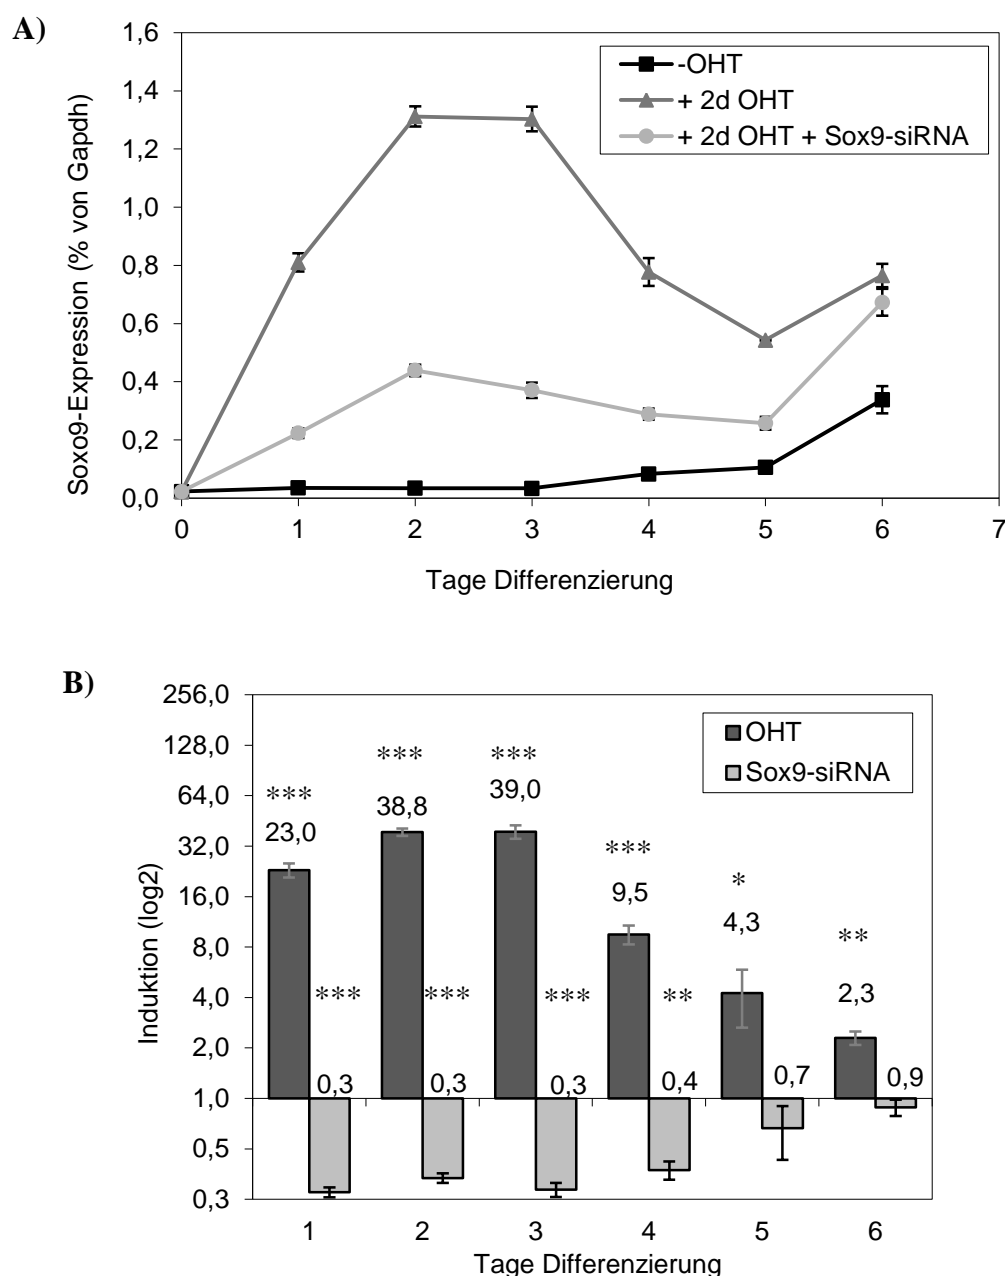 A)
Soxo9-Expression (% von Gapdh)
1,6
1,4
1,2
1,0
0,8
0,6
0,4
0,2
0,0
-OHT
+ 2d OHT
+ 2d OHT + Sox9-siRNA
0 1 2 3 4 5 6 7
Tage Differenzierung
B)
Induktion (log2)
256,0
128,0
64,0
32,0
16,0
8,0
4,0
2,0
1,0
0,5
0,3
OHT
Sox9-siRNA
*** *** *** *** * **
23,0 38,8 39,0 9,5 4,3 2,3
*** *** *** **
0,3 0,3 0,3 0,4 0,7 0,9
1 2 3 4 5 6
Tage Differenzierung